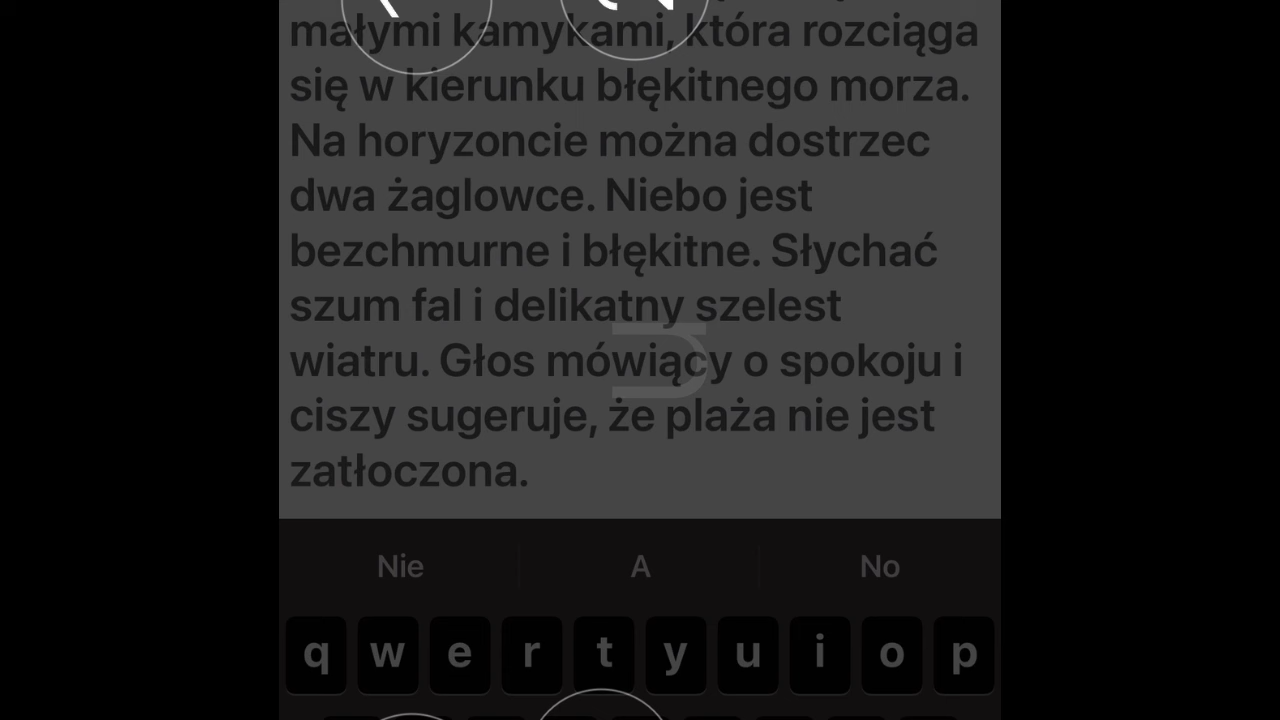 małymi kamykami, która rozciąga
się w kierunku błękitnego morza.
Na horyzoncie można dostrzec
dwa żaglowce. Niebo jest
bezchmurne i błękitne. Słychać
szum fal i delikatny szelest
wiatru. Głos mówiący o spokoju i
ciszy sugeruje, że plaża nie jest
zatłoczona.
Nie A No
q w e r t y u i o p